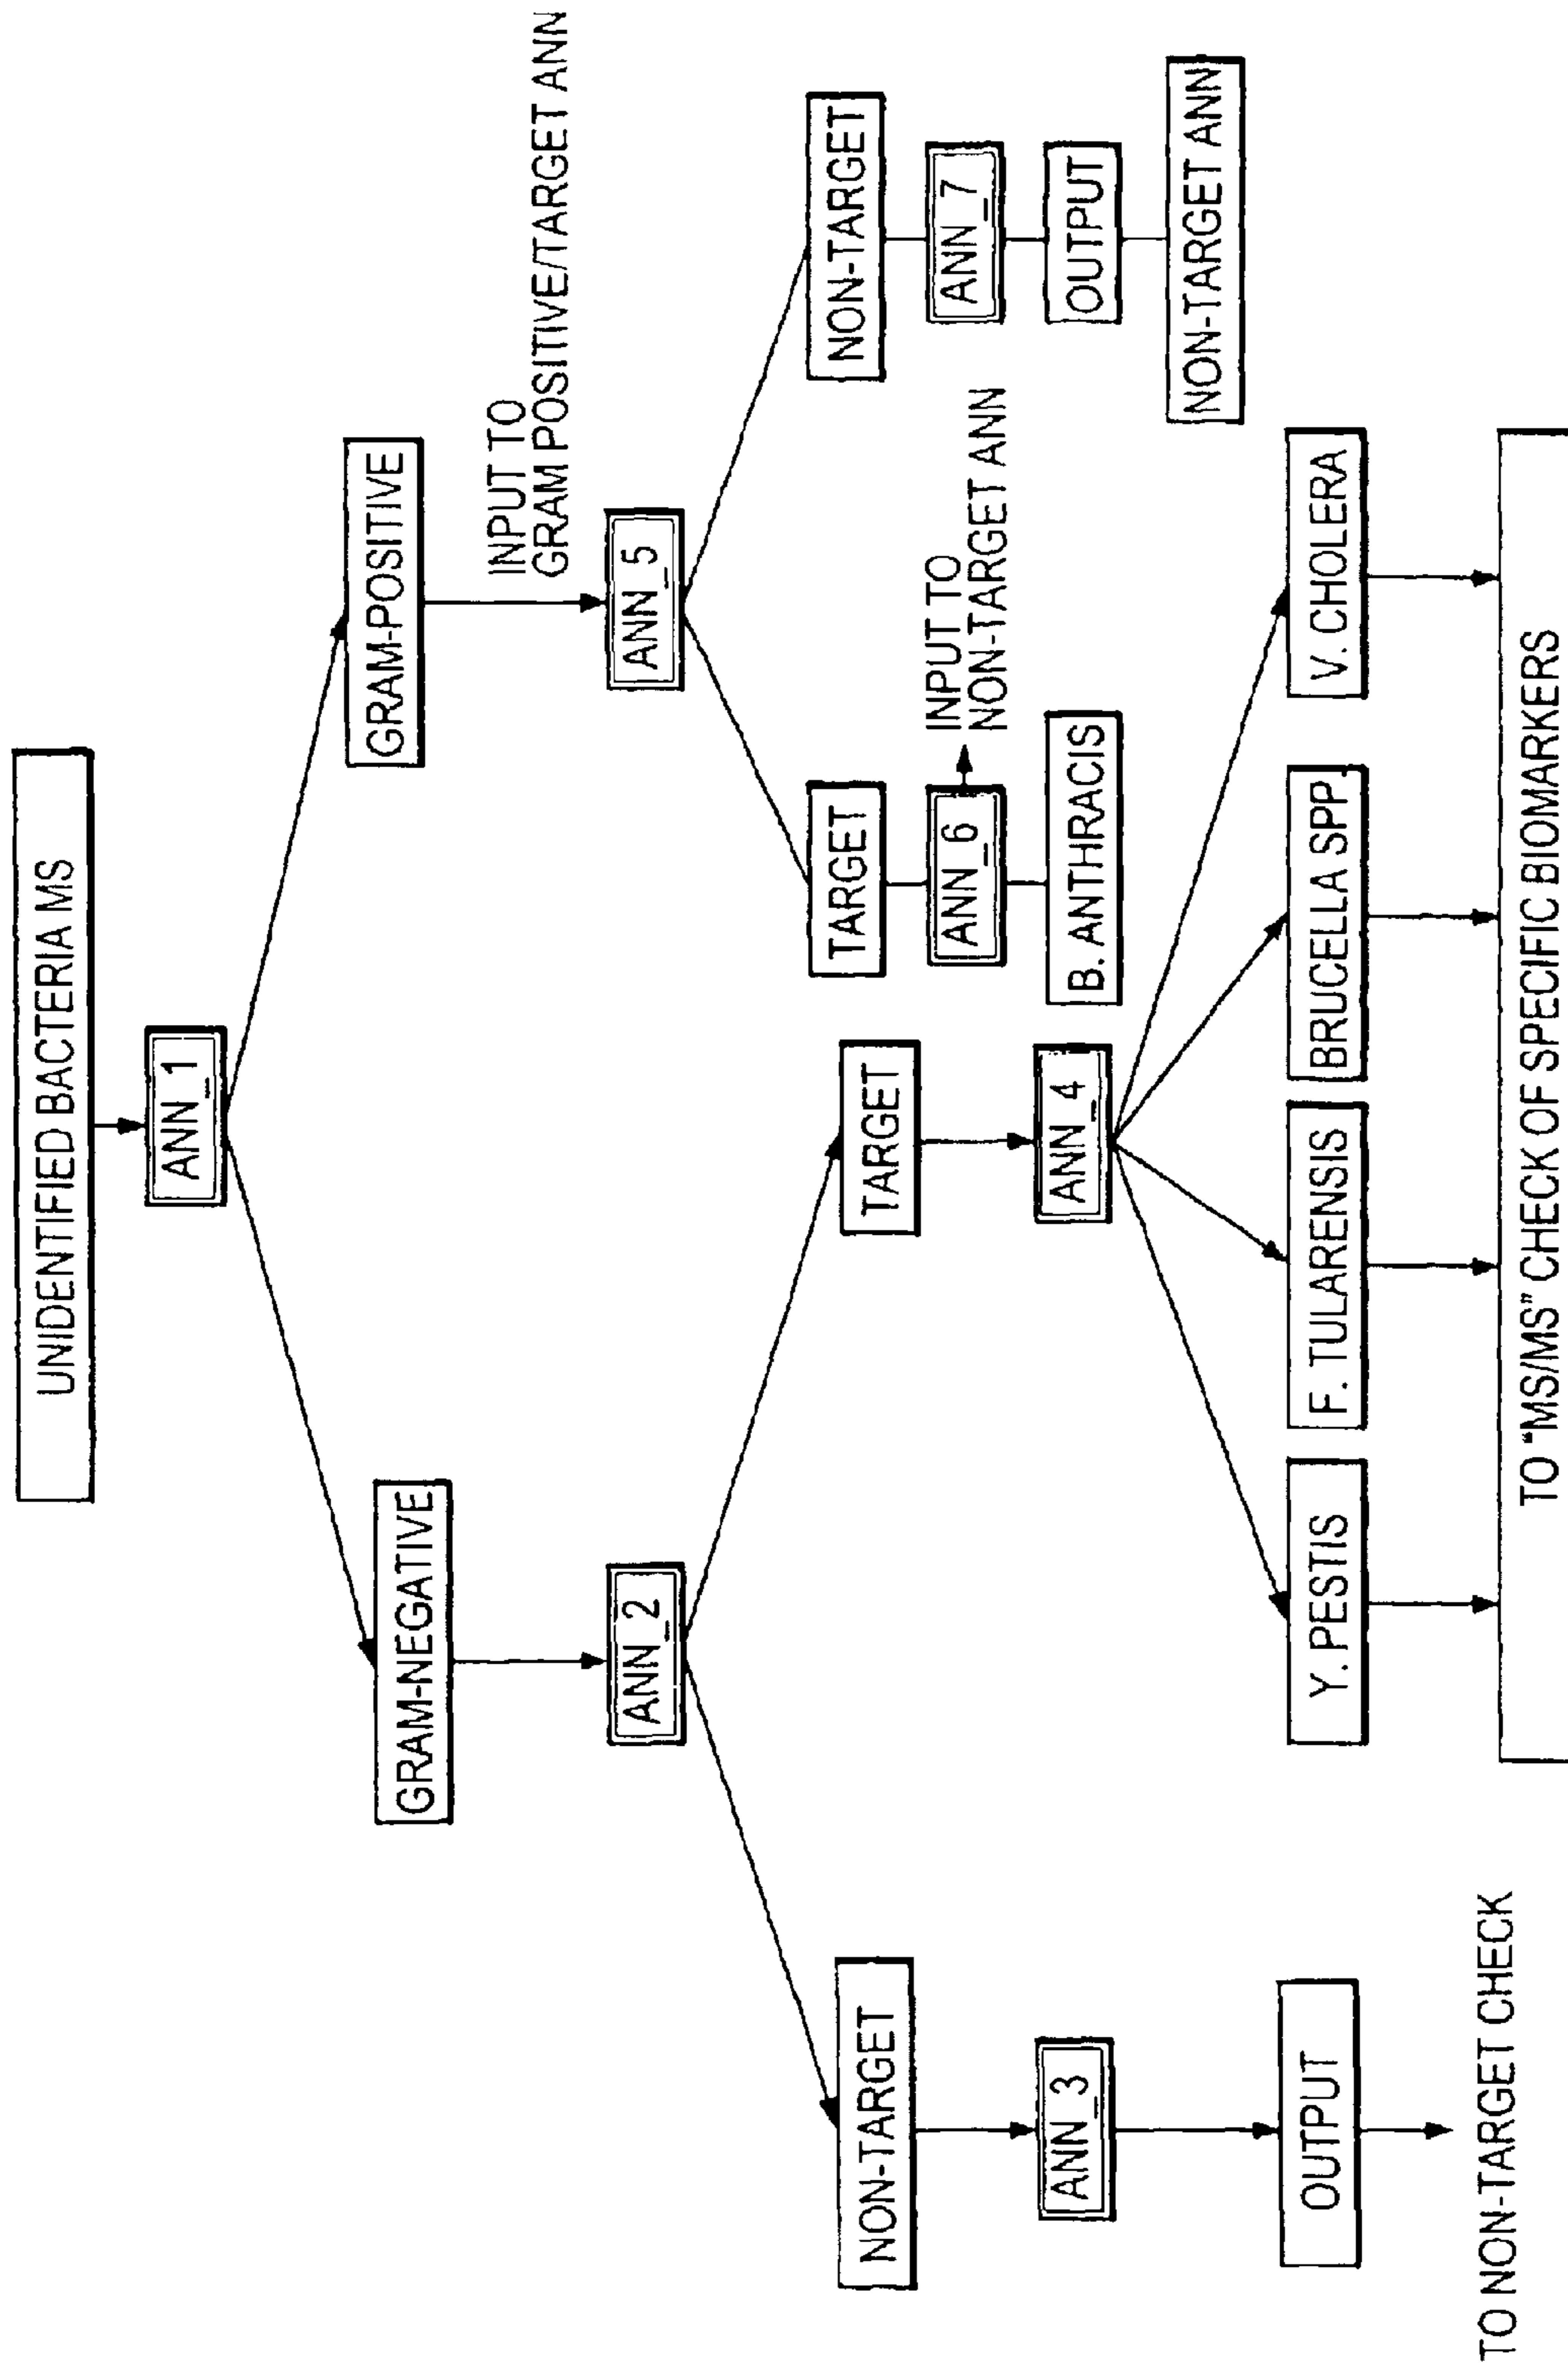 UNIDENTIFIED BACTERIA MS
ANN_1
GRAM-NEGATIVE
GRAM-POSITIVE
INPUT TO
GRAM POSITIVE/TARGET ANN
ANN_2
ANN_5
NON-TARGET
TARGET
TARGET
NON-TARGET
ANN_3
ANN_4
ANN_6
INPUT TO
NON-TARGET ANN
ANN_7
B. ANTHRACIS
OUTPUT
NON-TARGET ANN
OUTPUT
Y. PESTIS
F. TULARENSIS
BRUCELLA SPP.
V. CHOLERA
TO NON-TARGET CHECK
TO "MS/MS" CHECK OF SPECIFIC BIOMARKERS